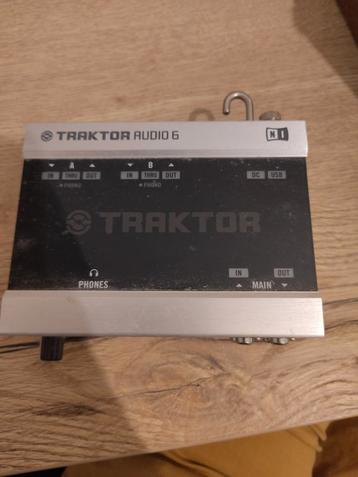 TRAKTOR AUDIO 6 NI
A B
IN THRU OUT IN THRU OUT DC USB
PHONO PHONO
TRAKTOR
IN OUT
PHONES MAIN